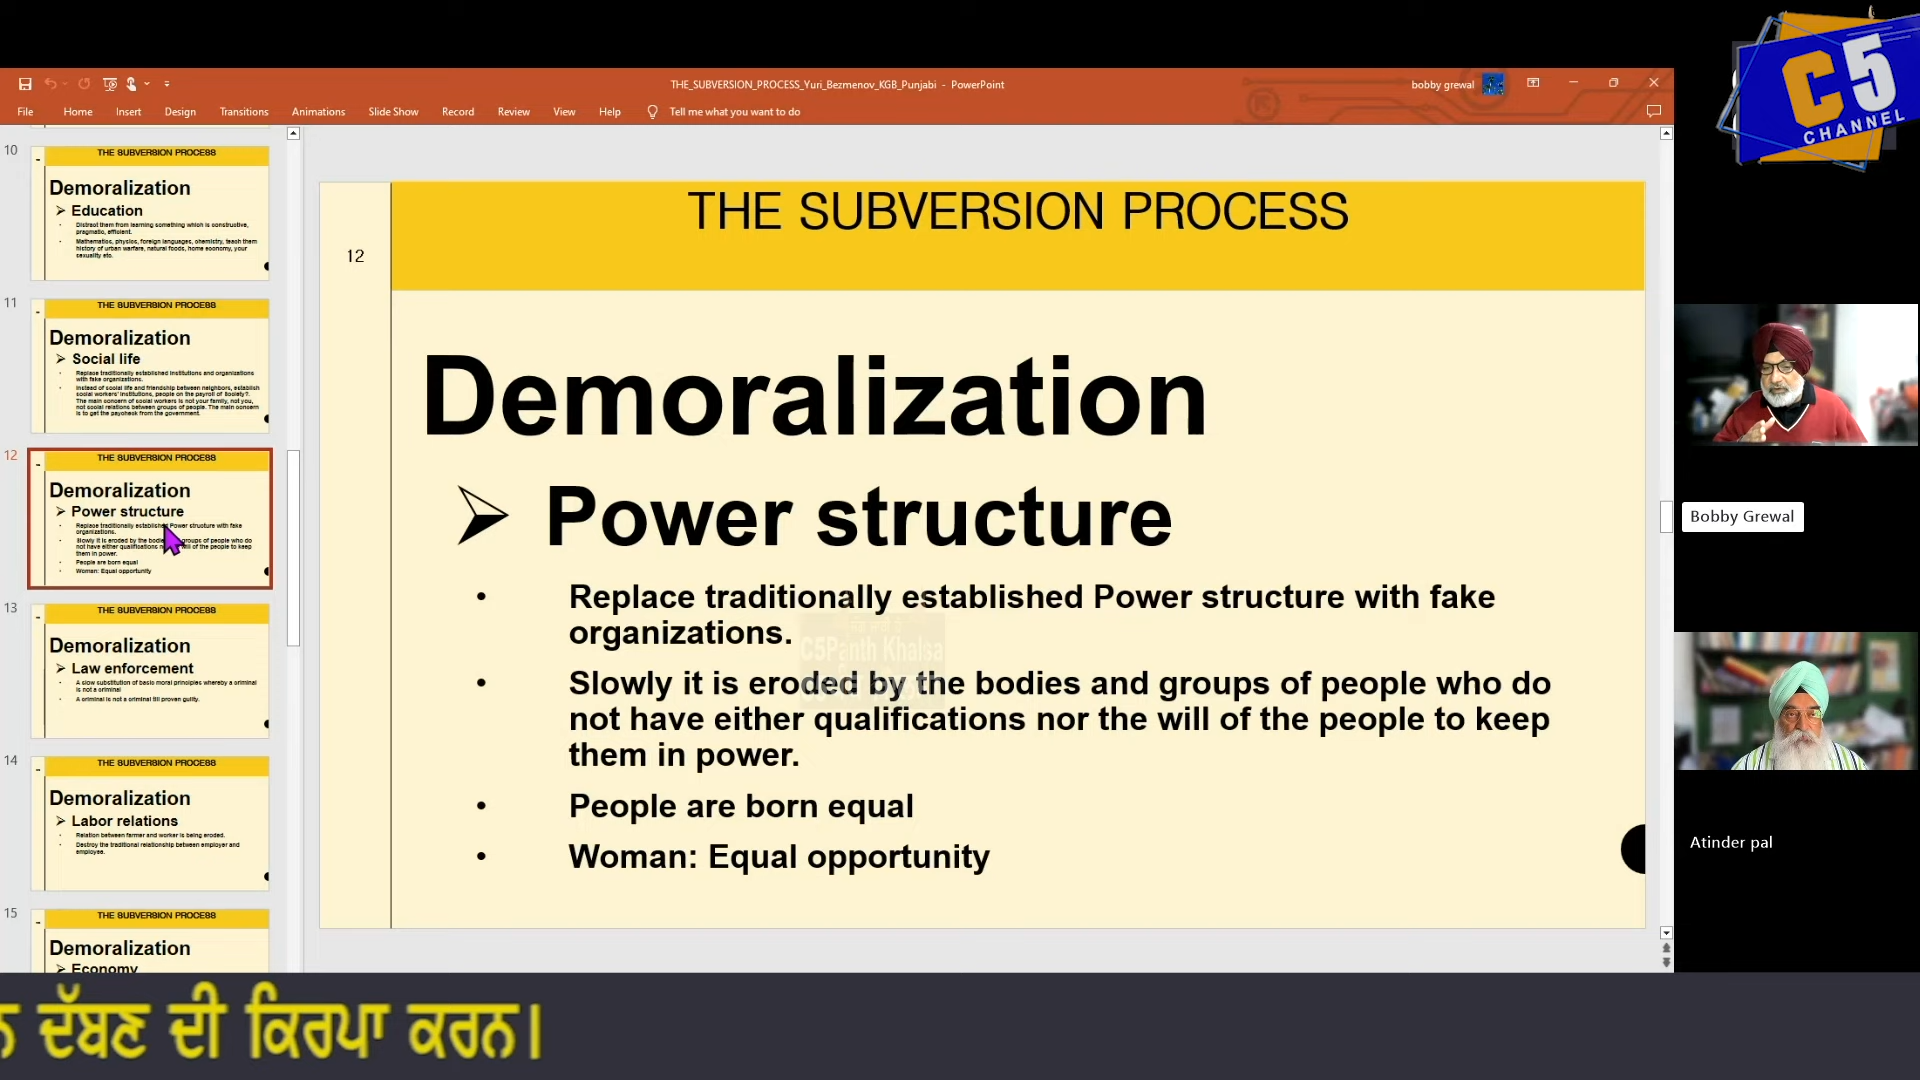 THE_SUBVERSION_PROCESS_Yuri_Bezmenov_KGB_Punjabi - PowerPoint
bobby grewal
File Home Insert Design Transitions Animations Slide Show Record Review View Help Tell me what you want to do
C5
CHANNEL
10
THE SUBVERSION PROCESS
Demoralization
➢ Education
• Distract them from learning something which is constructive,
pragmatic, efficient.
• Mathematics, physics, foreign languages, chemistry, teach them
history of urban warfare, natural foods, home economy, your
sexuality etc.
11
THE SUBVERSION PROCESS
Demoralization
➢ Social life
• Replace traditionally established institutions and organizations
with fake organizations.
• Instead of social life and friendship between neighbors, establish
social workers' institutions, people on the payroll of society?.
The main concern of social workers is not your family, not you,
not social relations between groups of people. The main concern
is to get the paycheck from the government.
12
THE SUBVERSION PROCESS
Demoralization
➢ Power structure
• Replace traditionally established Power structure with fake
organizations.
• Slowly it is eroded by the bodies groups of people who do
not have either qualifications will of the people to keep
them in power.
• People are born equal
• Woman: Equal opportunity
13
THE SUBVERSION PROCESS
Demoralization
➢ Law enforcement
• A slow substitution of basic moral principles whereby a criminal
is not a criminal
• A criminal is not a criminal till proven guilty.
14
THE SUBVERSION PROCESS
Demoralization
➢ Labor relations
• Relation between farmer and worker is being eroded.
• Destroy the traditional relationship between employer and
employee.
15
THE SUBVERSION PROCESS
Demoralization
➢ Economy
THE SUBVERSION PROCESS
12
Demoralization
➢ Power structure
• Replace traditionally established Power structure with fake
organizations.
• Slowly it is eroded by the bodies and groups of people who do
not have either qualifications nor the will of the people to keep
them in power.
• People are born equal
• Woman: Equal opportunity
C5Panth Khalsa
Bobby Grewal
Atinder pal
ਦੱਬਣ ਦੀ ਕਿਰਪਾ ਕਰਨ।